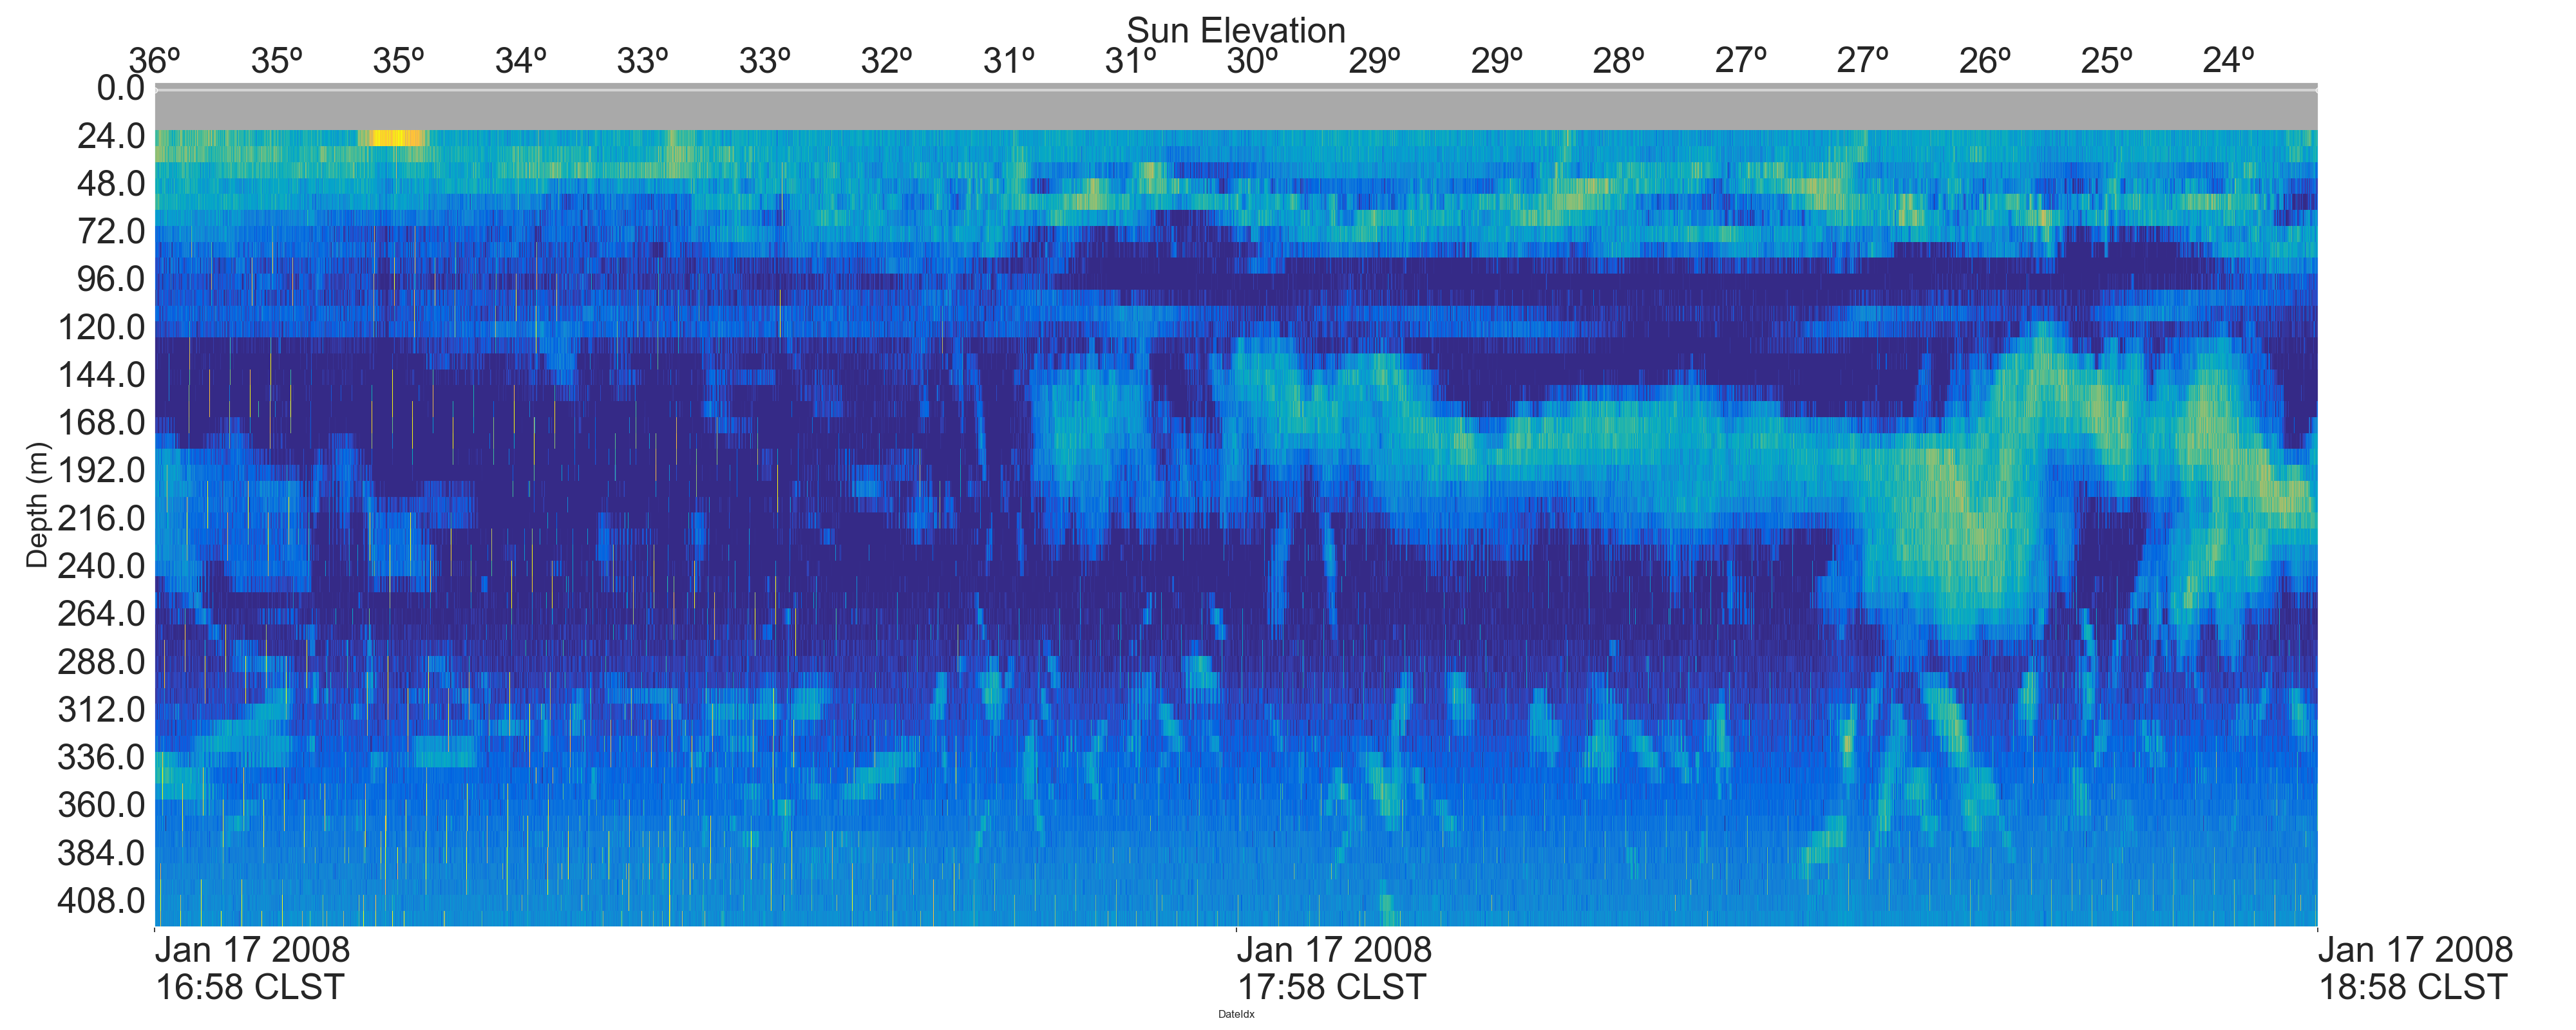 Sun Elevation
36º 35º 35º 34º 33º 33º 32º 31º 31º 30º 29º 29º 28º 27º 27º 26º 25º 24º
0.0
24.0
48.0
72.0
96.0
120.0
144.0
168.0
192.0
216.0
240.0
264.0
288.0
312.0
336.0
360.0
384.0
408.0
Depth (m)
Jan 17 2008
16:58 CLST
Jan 17 2008
17:58 CLST
Jan 17 2008
18:58 CLST
DateIdx